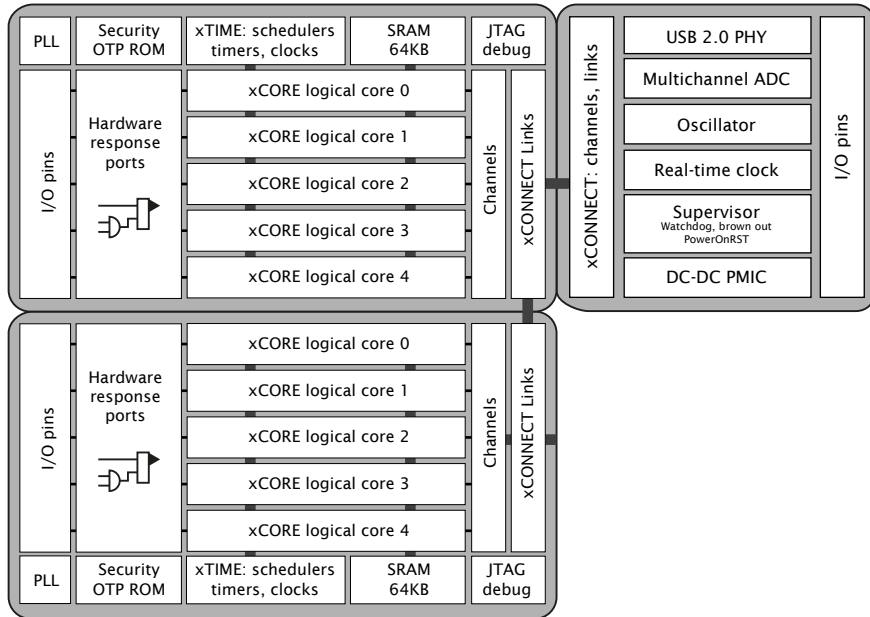 PLL
Security
OTP ROM
xTIME: schedulers
timers, clocks
SRAM
64KB
JTAG
debug
I/O pins
Hardware
response
ports
xCORE logical core 0
xCORE logical core 1
xCORE logical core 2
xCORE logical core 3
xCORE logical core 4
Channels
xCONNECT Links
xCONNECT: channels, links
USB 2.0 PHY
Multichannel ADC
Oscillator
Real-time clock
Supervisor
Watchdog, brown out
PowerOnRST
DC-DC PMIC
I/O pins
I/O pins
Hardware
response
ports
xCORE logical core 0
xCORE logical core 1
xCORE logical core 2
xCORE logical core 3
xCORE logical core 4
Channels
xCONNECT Links
PLL
Security
OTP ROM
xTIME: schedulers
timers, clocks
SRAM
64KB
JTAG
debug